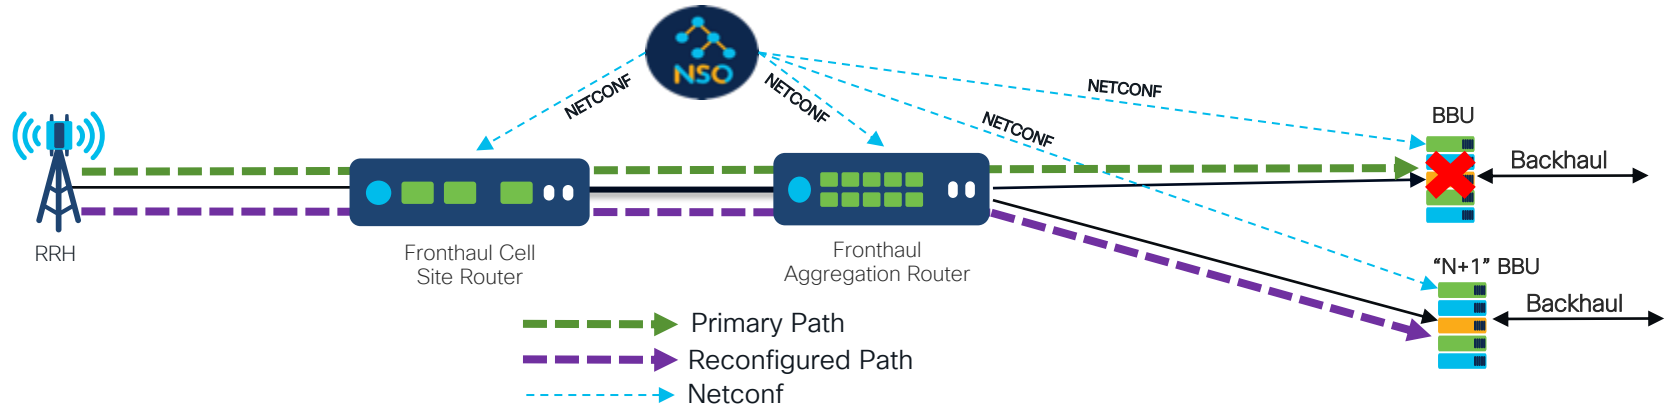 NSO
NETCONF
NETCONF
NETCONF
NETCONF
BBU
Backhaul
RRH
Fronthaul Cell
Site Router
Fronthaul
Aggregation Router
“N+1” BBU
Backhaul
Primary Path
Reconfigured Path
Netconf